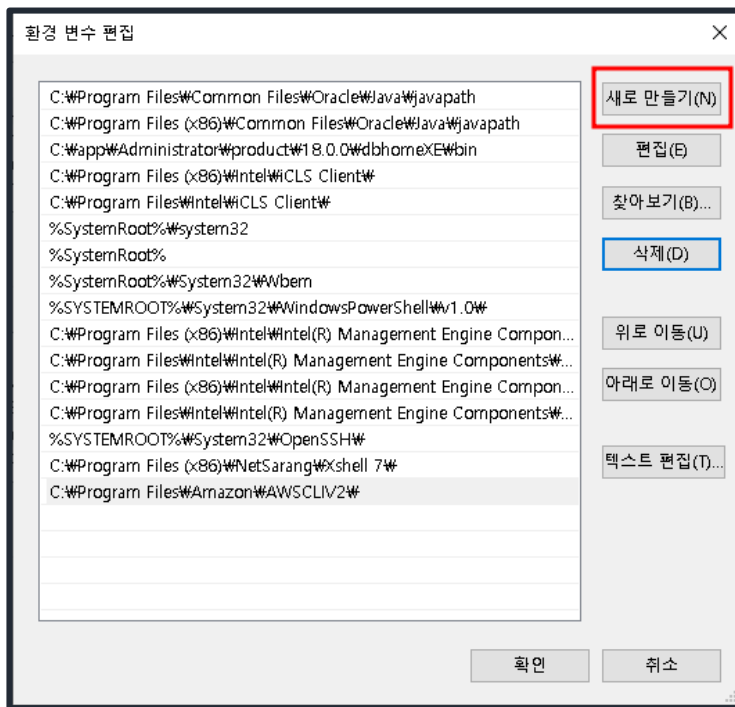 환경 변수 편집
C:₩Program Files₩Common Files₩Oracle₩Java₩javapath
C:₩Program Files (x86)₩Common Files₩Oracle₩Java₩javapath
C:₩app₩Administrator₩product₩18.0.0₩dbhomeXE₩bin
C:₩Program Files (x86)₩Intel₩iCLS Client₩
C:₩Program Files₩Intel₩iCLS Client₩
%SystemRoot%₩system32
%SystemRoot%
%SystemRoot%₩System32₩Wbem
%SYSTEMROOT%₩System32₩WindowsPowerShell₩v1.0₩
C:₩Program Files (x86)₩Intel₩Intel(R) Management Engine Compon...
C:₩Program Files₩Intel₩Intel(R) Management Engine Components₩...
C:₩Program Files (x86)₩Intel₩Intel(R) Management Engine Compon...
C:₩Program Files₩Intel₩Intel(R) Management Engine Components₩...
%SYSTEMROOT%₩System32₩OpenSSH₩
C:₩Program Files (x86)₩NetSarang₩Xshell 7₩
C:₩Program Files₩Amazon₩AWSCLIV2₩
새로 만들기(N)
편집(E)
찾아보기(B)...
삭제(D)
위로 이동(U)
아래로 이동(O)
텍스트 편집(T)...
확인
취소